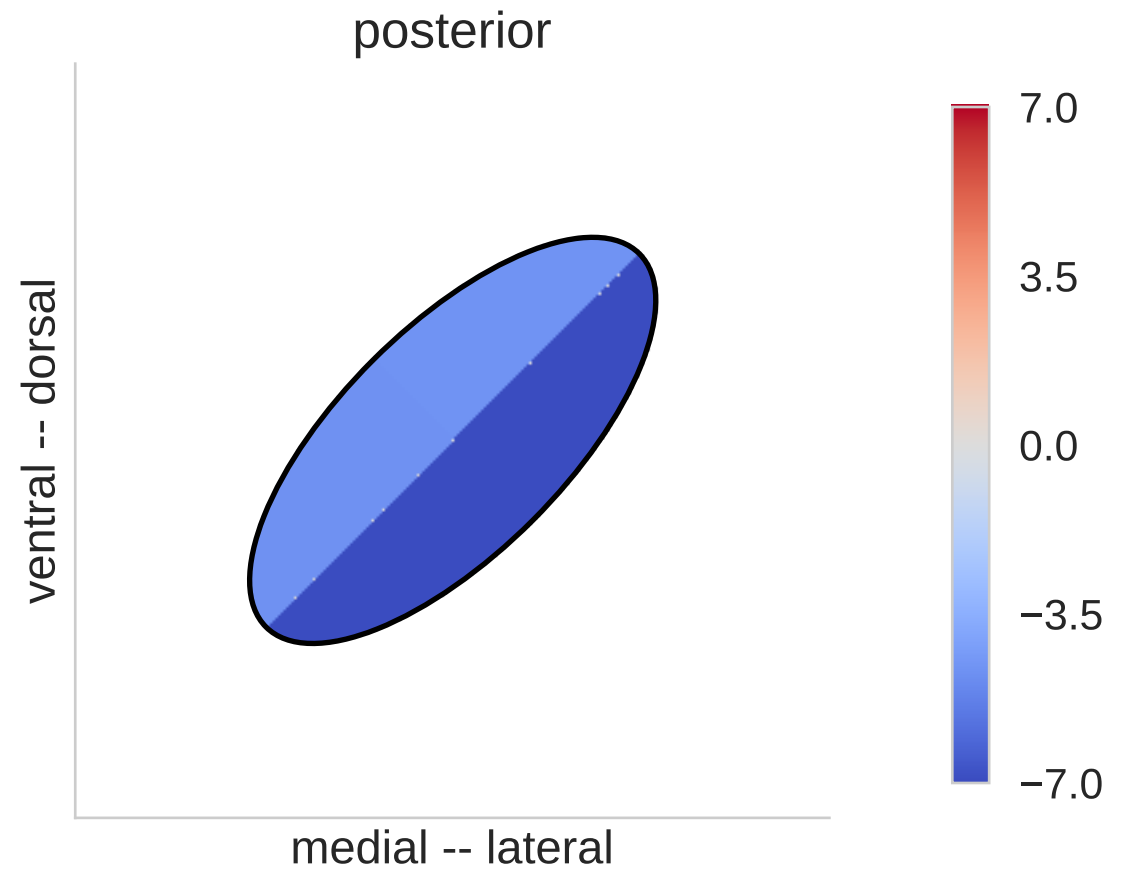 posterior
ventral -- dorsal
medial -- lateral
7.0
3.5
0.0
−3.5
−7.0